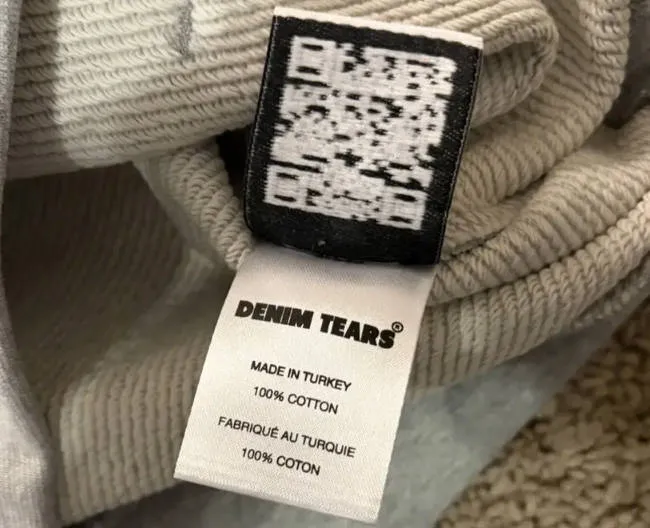 DENIM TEARS®
MADE IN TURKEY
100% COTTON
FABRIQUÉ AU TURQUIE
100% COTON